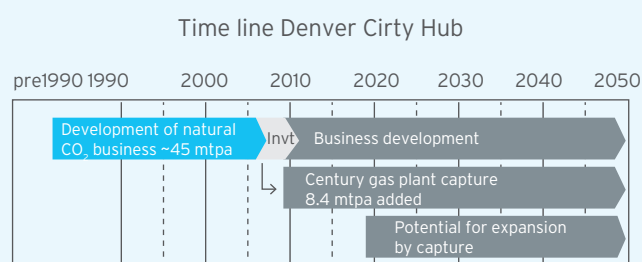 Time line Denver Cirty Hub
pre1990 1990 2000 2010 2020 2030 2040 2050
Development of natural
CO₂ business ~45 mtpa
Invt
Business development
Century gas plant capture
8.4 mtpa added
Potential for expansion
by capture